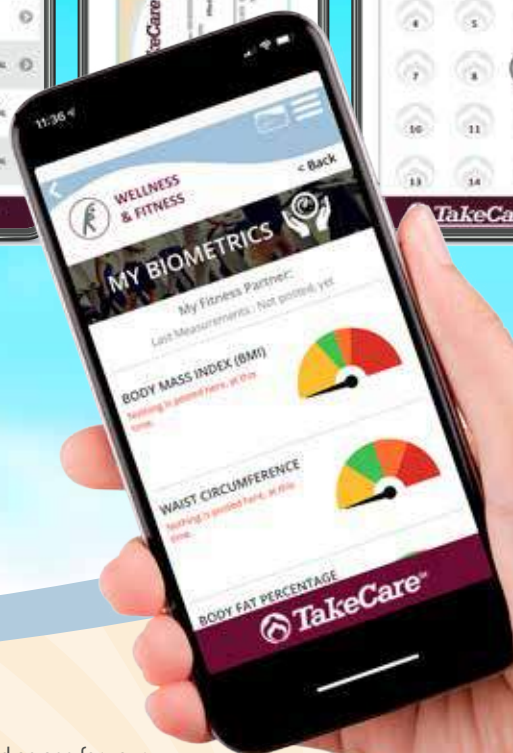 TakeCare
4
5
7
8
10
11
13
14
TakeCa
11:36
WELLNESS
& FITNESS
< Back
MY BIOMETRICS
My Fitness Partner:
Last Measurements : Not posted, yet
BODY MASS INDEX (BMI)
Nothing is posted here, at this
time.
WAIST CIRCUMFERENCE
Nothing is posted here, at this
time.
BODY FAT PERCENTAGE
TakeCare